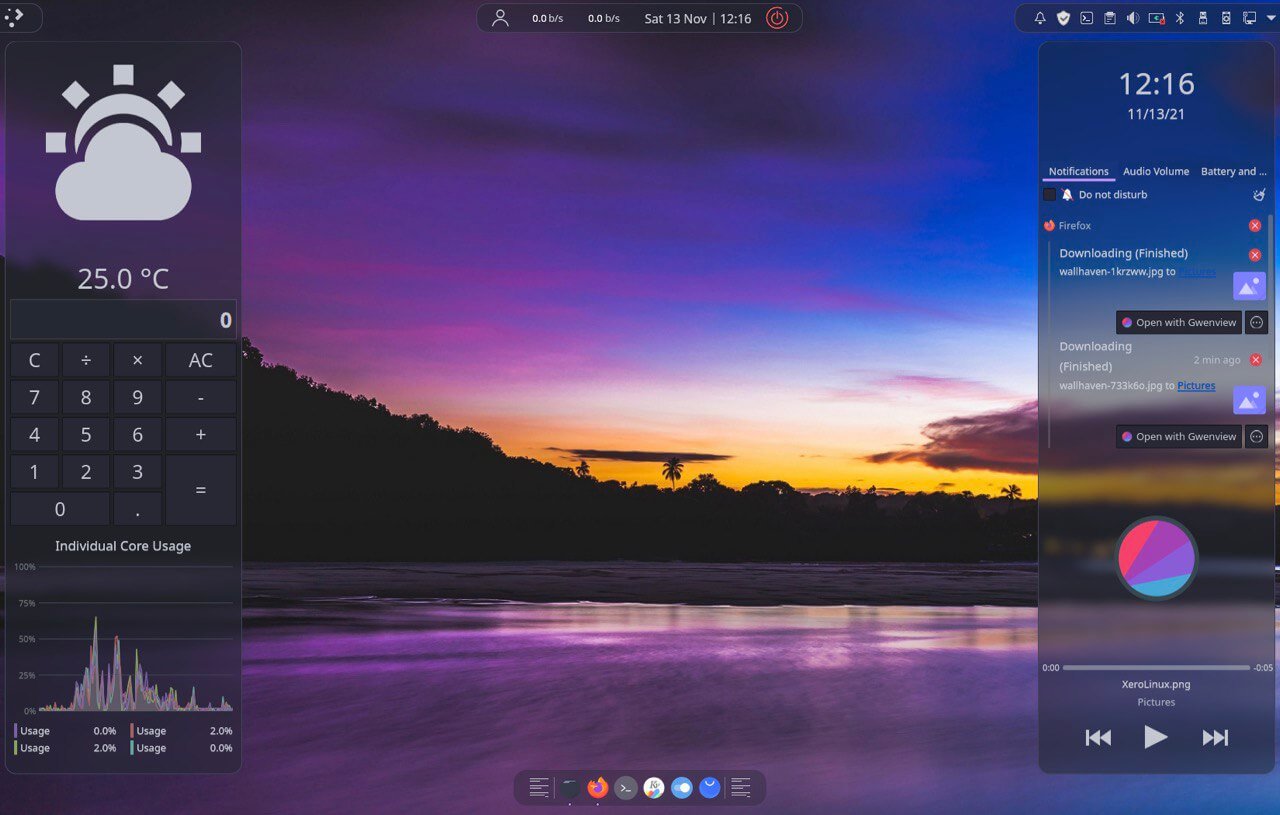 0.0 b/s 0.0 b/s Sat 13 Nov | 12:16
25.0 °C
0
C ÷ × AC
7 8 9 -
4 5 6 +
1 2 3 =
0 .
Individual Core Usage
100%
75%
50%
25%
0%
Usage 0.0% Usage 2.0%
Usage 2.0% Usage 0.0%
12:16
11/13/21
Notifications Audio Volume Battery and ...
Do not disturb
Firefox
Downloading (Finished)
wallhaven-1krzww.jpg to Pictures
Open with Gwenview
Downloading
(Finished)
2 min ago
wallhaven-733k6o.jpg to Pictures
Open with Gwenview
0:00 -0:05
XeroLinux.png
Pictures